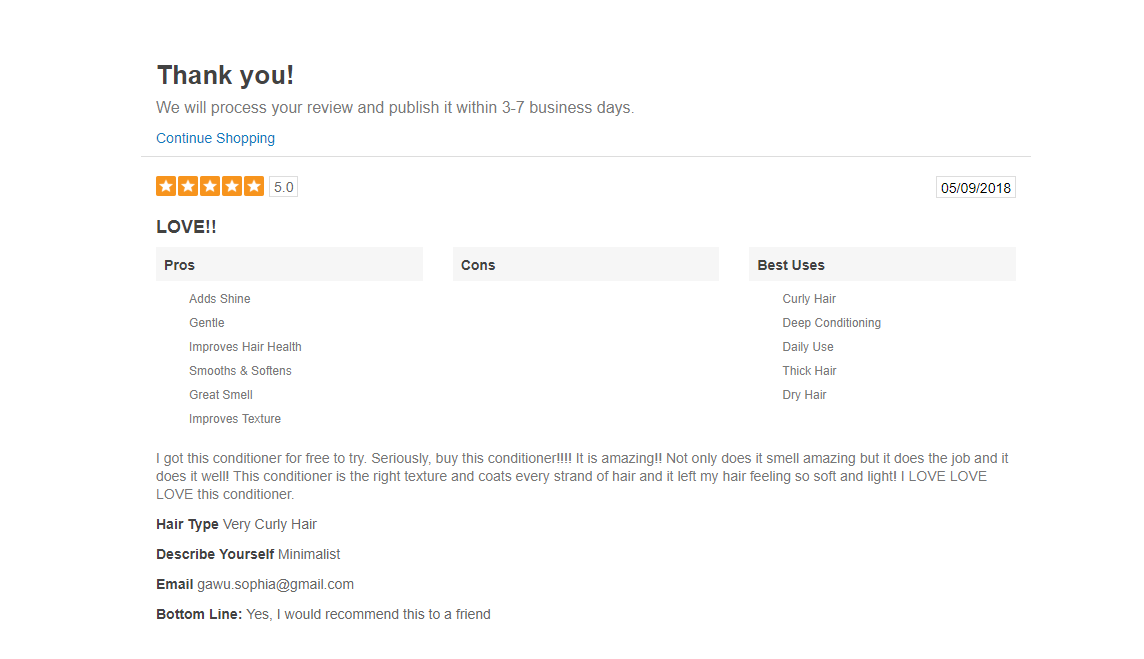 Thank you!
We will process your review and publish it within 3-7 business days.
Continue Shopping
5.0
05/09/2018
LOVE!!
Pros
Cons
Best Uses
Adds Shine
Gentle
Improves Hair Health
Smooths & Softens
Great Smell
Improves Texture
Curly Hair
Deep Conditioning
Daily Use
Thick Hair
Dry Hair
I got this conditioner for free to try. Seriously, buy this conditioner!!!! It is amazing!! Not only does it smell amazing but it does the job and it
does it well! This conditioner is the right texture and coats every strand of hair and it left my hair feeling so soft and light! I LOVE LOVE
LOVE this conditioner.
Hair Type Very Curly Hair
Describe Yourself Minimalist
Email gawu.sophia@gmail.com
Bottom Line: Yes, I would recommend this to a friend